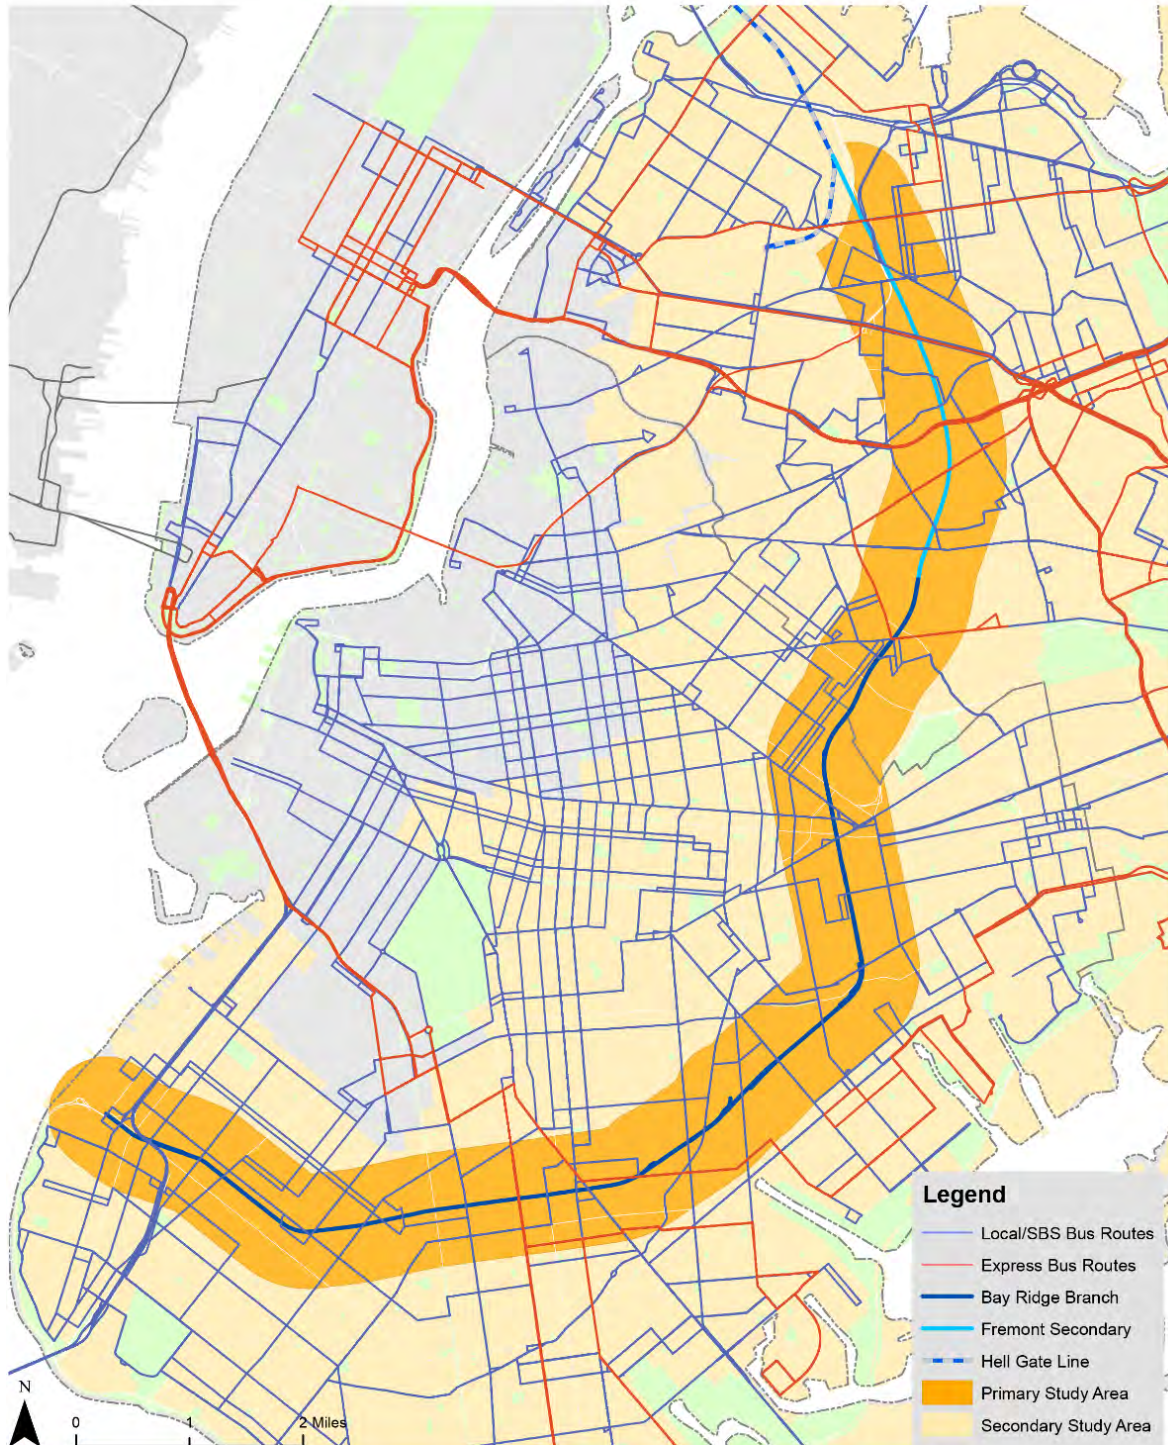 Legend
Local/SBS Bus Routes
Express Bus Routes
Bay Ridge Branch
Fremont Secondary
Hell Gate Line
Primary Study Area
Secondary Study Area
N
0 1 2 Miles